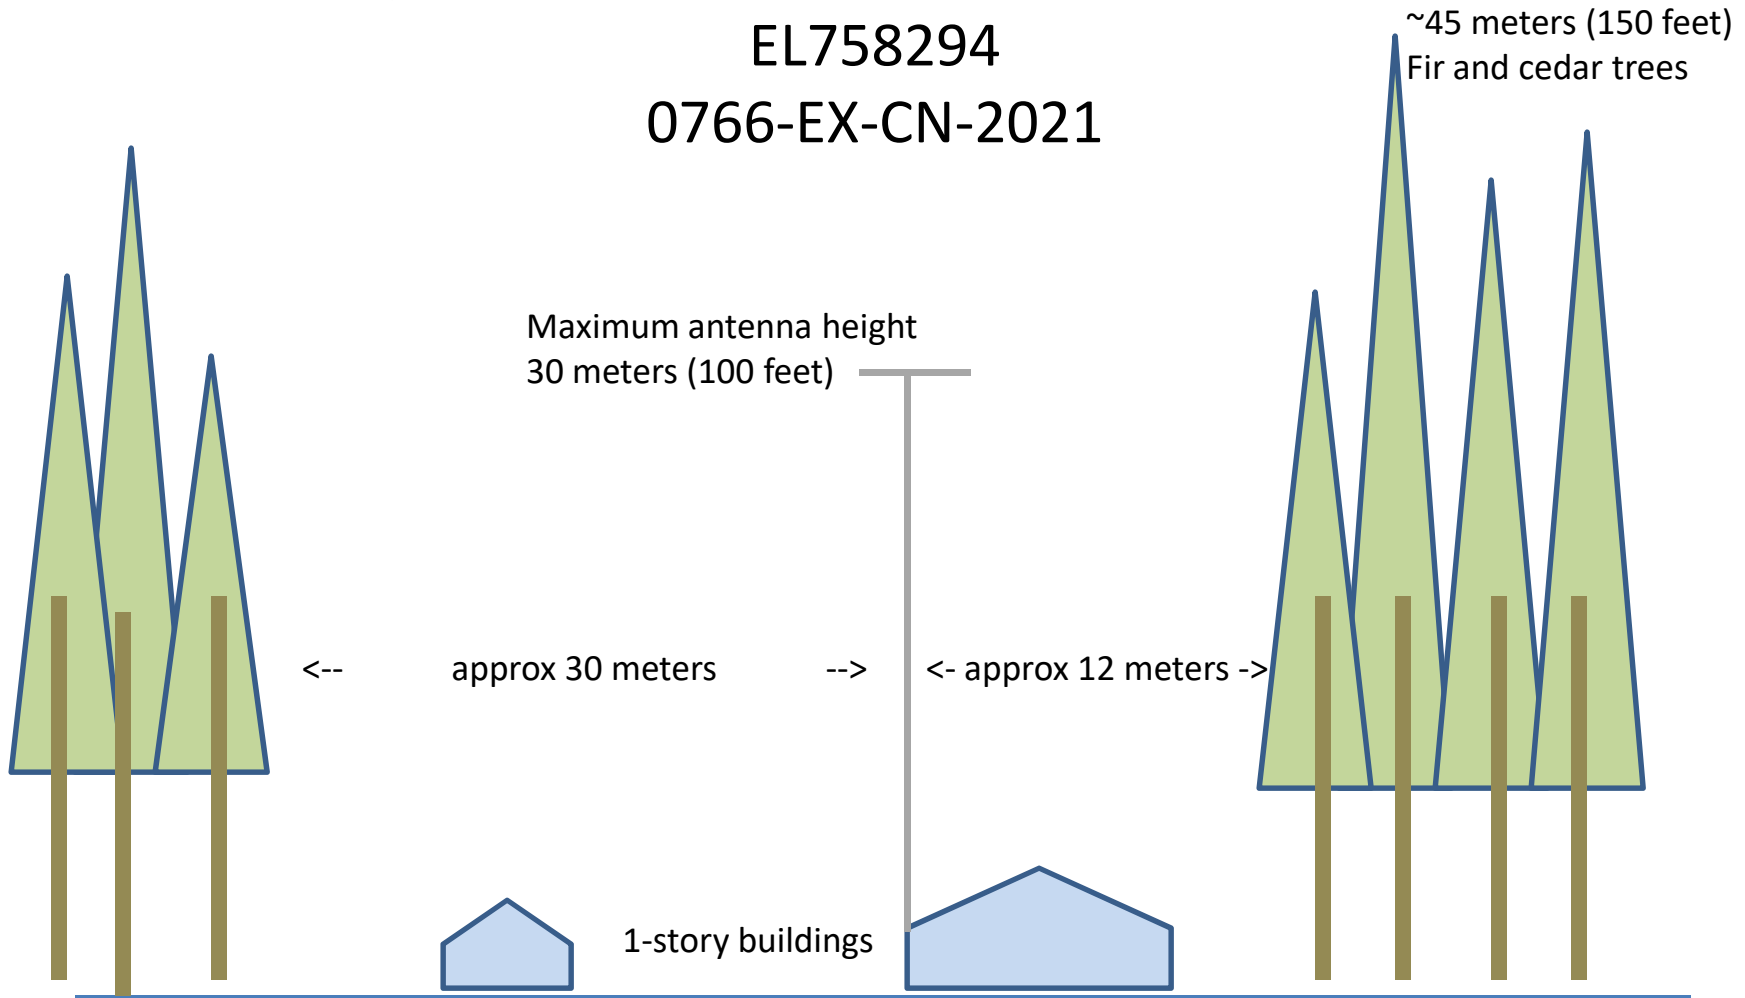 EL758294
0766-EX-CN-2021
~45 meters (150 feet)
Fir and cedar trees
Maximum antenna height
30 meters (100 feet)
<-- approx 30 meters -->
<- approx 12 meters ->
1-story buildings